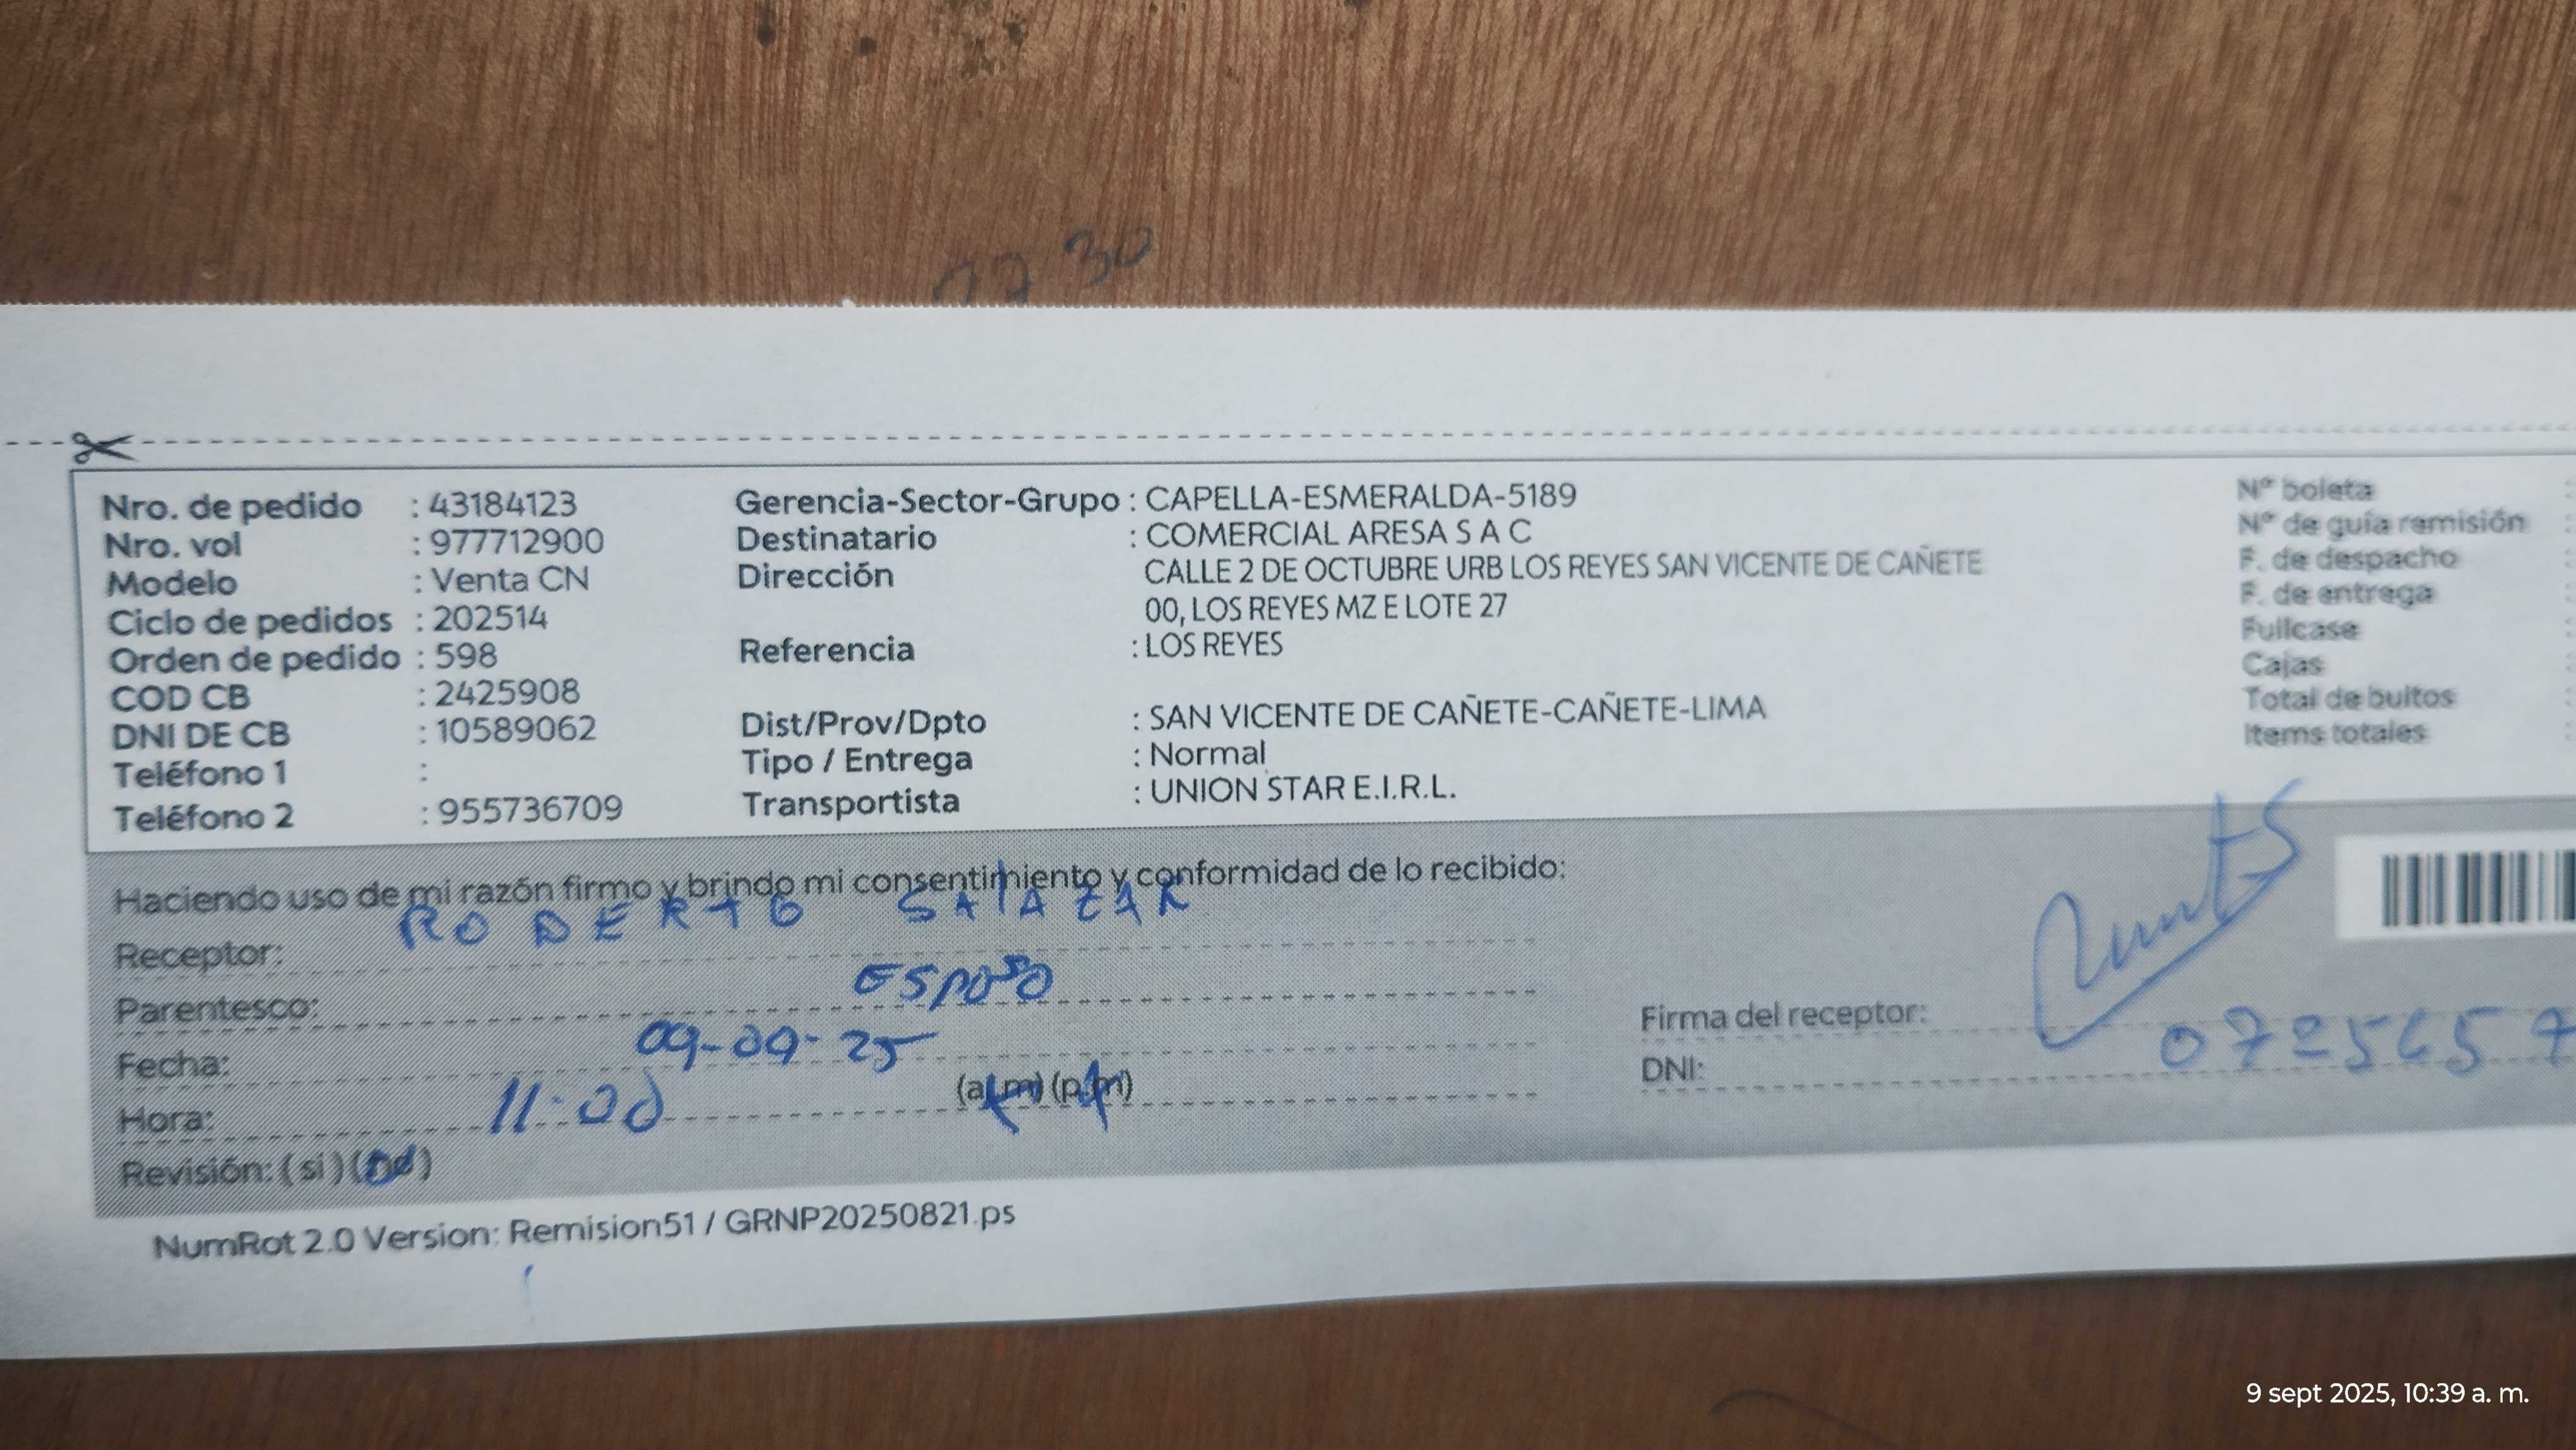 30
Nro. de pedido : 43184123
Nro. vol : 977712900
Modelo : Venta CN
Ciclo de pedidos : 202514
Orden de pedido : 598
COD CB : 2425908
DNI DE CB : 10589062
Teléfono 1 :
Teléfono 2 : 955736709
Gerencia-Sector-Grupo : CAPELLA-ESMERALDA-5189
Destinatario : COMERCIAL ARESA S A C
Dirección CALLE 2 DE OCTUBRE URB LOS REYES SAN VICENTE DE CAÑETE
00, LOS REYES MZ E LOTE 27
Referencia : LOS REYES
Dist/Prov/Dpto : SAN VICENTE DE CAÑETE-CAÑETE-LIMA
Tipo / Entrega : Normal
Transportista : UNION STAR E.I.R.L.
N° boleta :
N° de guía remisión :
F. de despacho :
F. de entrega :
Fullcase :
Cajas :
Total de bultos :
Items totales :
Haciendo uso de mi razón firmo y brindo mi consentimiento y conformidad de lo recibido:
Receptor: ROBERTO SALAZAR
Parentesco: ESPOSO
Fecha: 09-09-25
Hora: 11:00 (a.m) (p.m)
Revisión: (si) (no)
Firma del receptor:
DNI: 0725657
NumRot 2.0 Version: Remision51 / GRNP20250821.ps
9 sept 2025, 10:39 a. m.